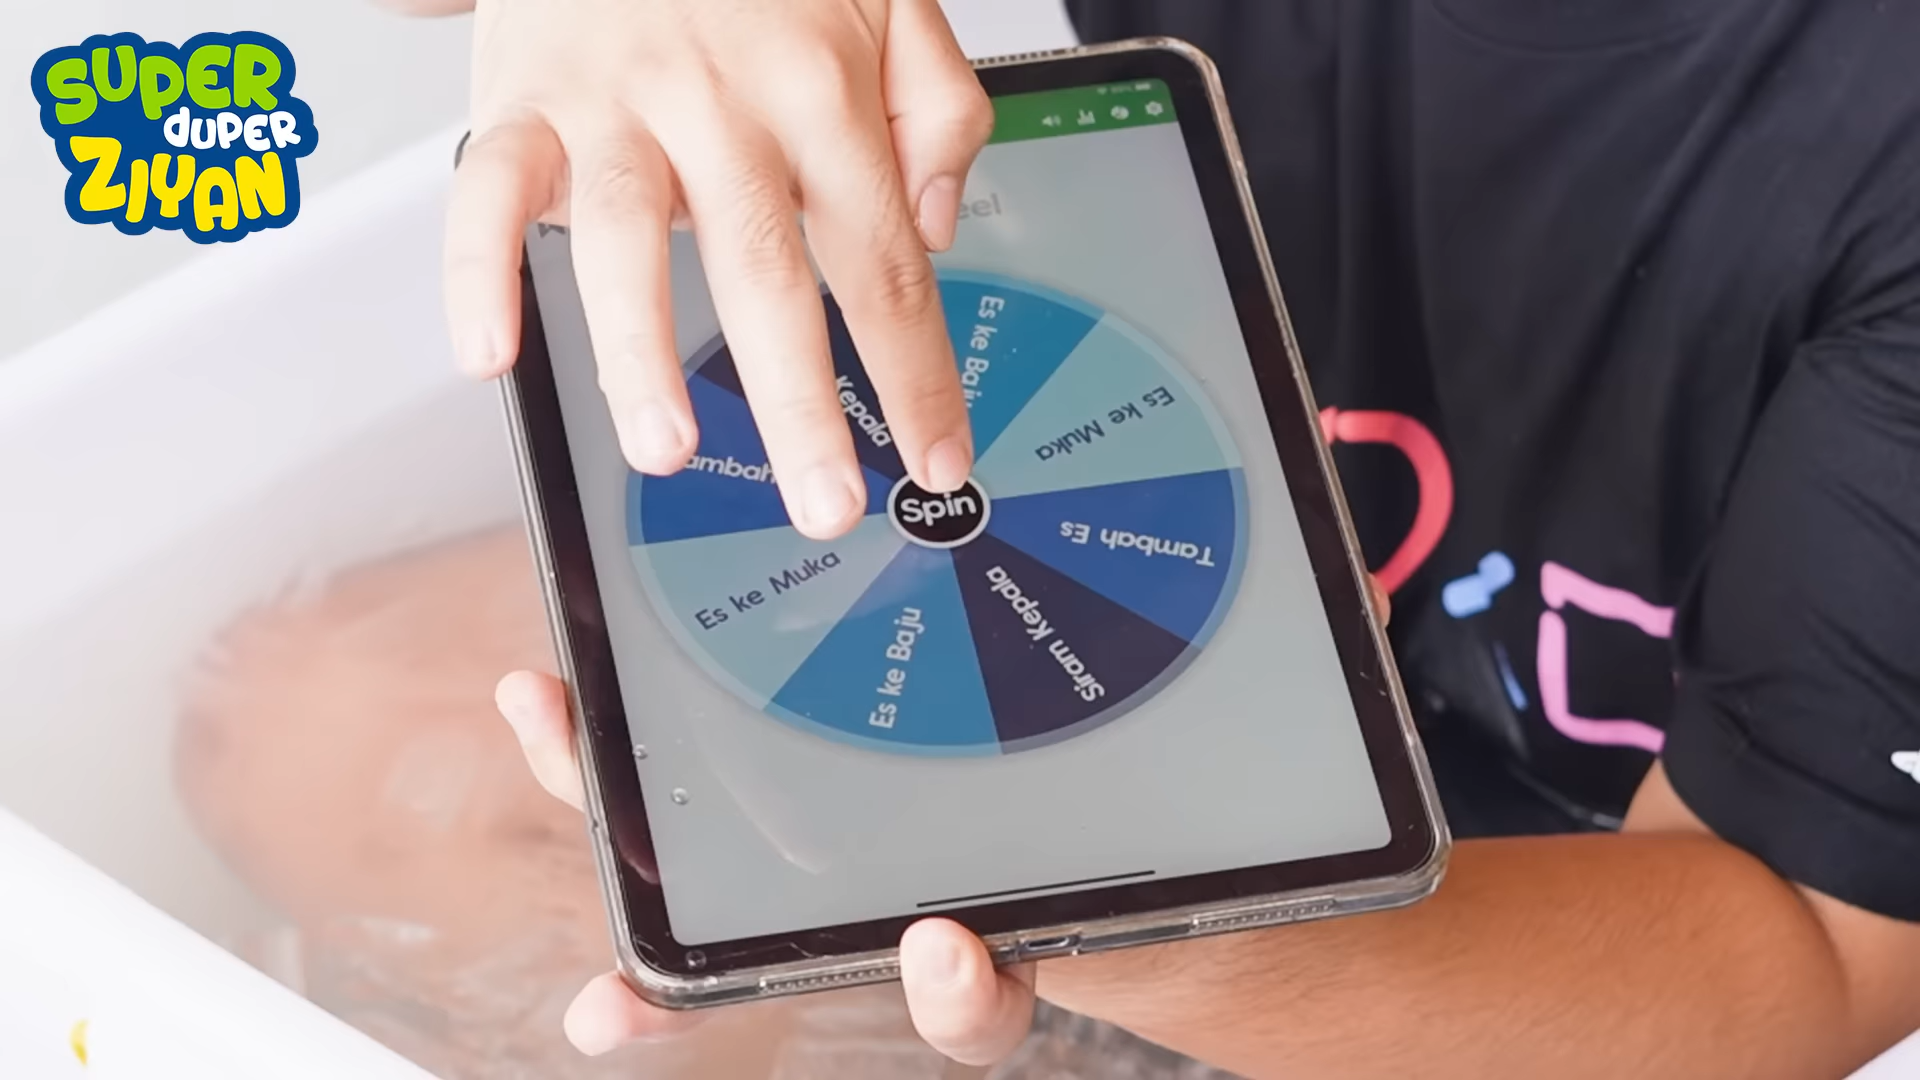 SUPER
DUPER
ZIYAN
Es ke Baju
Es ke Muka
Tambah Es
Siram Kepala
Es ke Baju
Es ke Muka
Kepala
Spin